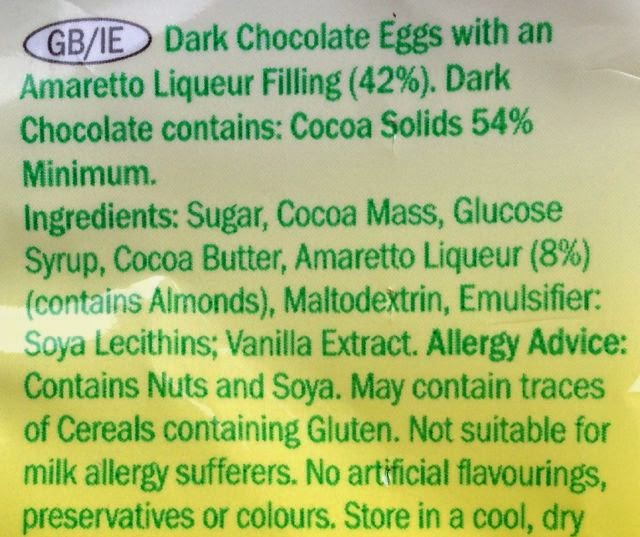 GB/IE Dark Chocolate Eggs with an
Amaretto Liqueur Filling (42%). Dark
Chocolate contains: Cocoa Solids 54%
Minimum.
Ingredients: Sugar, Cocoa Mass, Glucose
Syrup, Cocoa Butter, Amaretto Liqueur (8%)
(contains Almonds), Maltodextrin, Emulsifier:
Soya Lecithins; Vanilla Extract. Allergy Advice:
Contains Nuts and Soya. May contain traces
of Cereals containing Gluten. Not suitable for
milk allergy sufferers. No artificial flavourings,
preservatives or colours. Store in a cool, dry